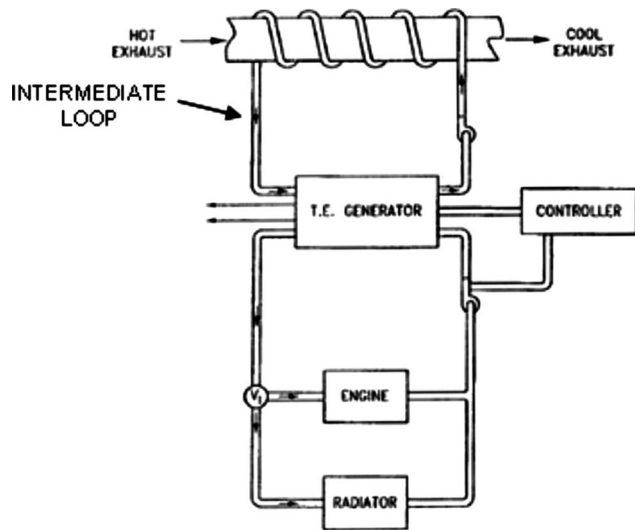 HOT
EXHAUST
COOL
EXHAUST
INTERMEDIATE
LOOP
T.E. GENERATOR
CONTROLLER
V1
ENGINE
RADIATOR